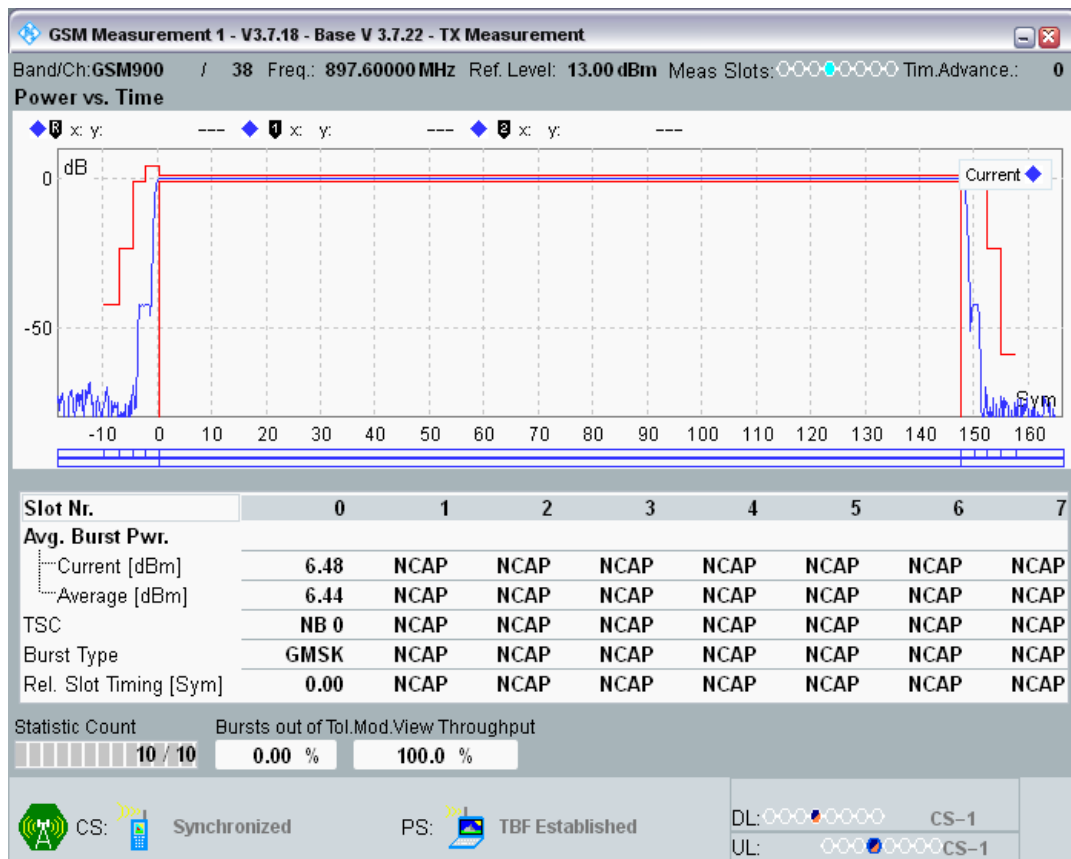 GSM Measurement 1 - V3.7.18 - Base V 3.7.22 - TX Measurement
Band/Ch:GSM900 / 38 Freq.: 897.60000 MHz Ref. Level: 13.00 dBm Meas Slots: Tim.Advance.: 0
Power vs. Time
R x: y: --- 1 x: y: --- 2 x: y: ---
dB
Current
0
-50
Sym
-10 0 10 20 30 40 50 60 70 80 90 100 110 120 130 140 150 160
Slot Nr. 0 1 2 3 4 5 6 7
Avg. Burst Pwr.
Current [dBm] 6.48 NCAP NCAP NCAP NCAP NCAP NCAP NCAP
Average [dBm] 6.44 NCAP NCAP NCAP NCAP NCAP NCAP NCAP
TSC NB 0 NCAP NCAP NCAP NCAP NCAP NCAP NCAP
Burst Type GMSK NCAP NCAP NCAP NCAP NCAP NCAP NCAP
Rel. Slot Timing [Sym] 0.00 NCAP NCAP NCAP NCAP NCAP NCAP NCAP
Statistic Count Bursts out of Tol.Mod.View Throughput
10 / 10 0.00 % 100.0 %
CS: Synchronized PS: TBF Established DL: CS-1
UL: CS-1